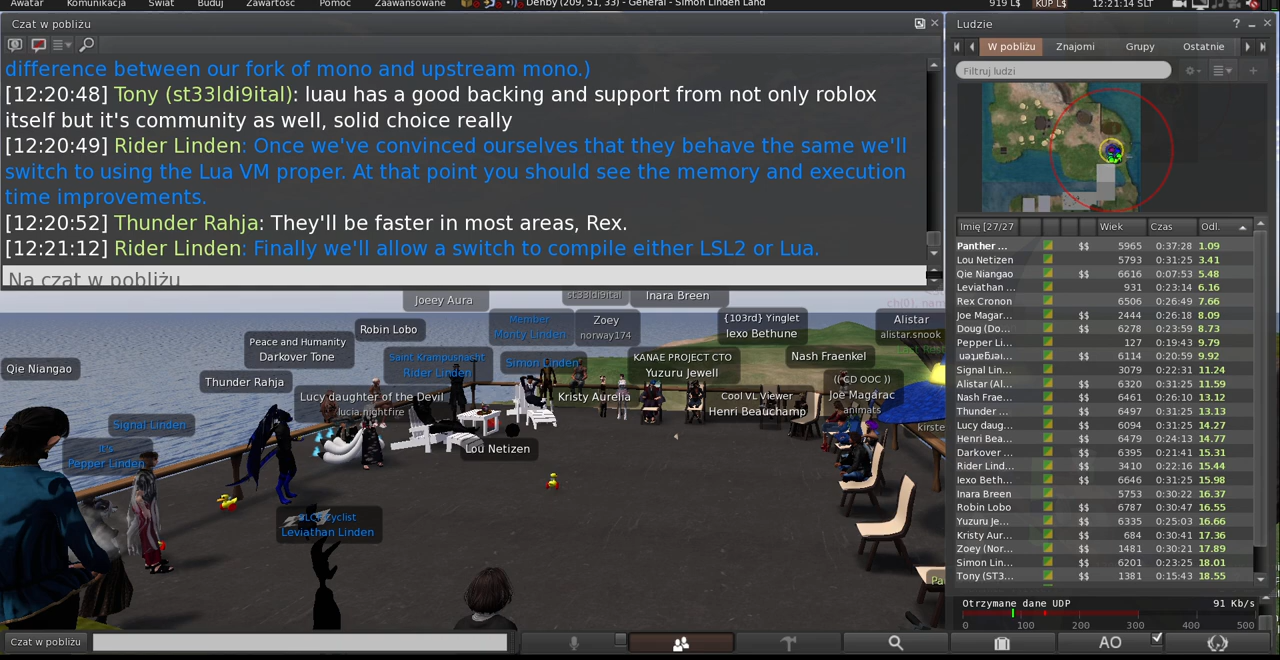 Awatar Komunikacja Świat Buduj Zawartość Pomoc Zaawansowane Denby (209, 51, 33) - General - Simon Linden Land 919 L$ KUP L$ 12:21:14 SLT
Czat w pobliżu
difference between our fork of mono and upstream mono.)
[12:20:48] Tony (st33ldi9ital): luau has a good backing and support from not only roblox
itself but it's community as well, solid choice really
[12:20:49] Rider Linden: Once we've convinced ourselves that they behave the same we'll
switch to using the Lua VM proper. At that point you should see the memory and execution
time improvements.
[12:20:52] Thunder Rahja: They'll be faster in most areas, Rex.
[12:21:12] Rider Linden: Finally we'll allow a switch to compile either LSL2 or Lua.
Na czat w pobliżu
Joeey Aura
st33ldi9ital
Inara Breen
Robin Lobo
Member
Monty Linden
Zoey
norway174
{103rd} Yinglet
Iexo Bethune
Alistar
alistar.snook
Peace and Humanity
Darkover Tone
Qie Niangao
Saint Krampusnacht
Rider Linden
Simon Linden
KANAE PROJECT CTO
Yuzuru Jewell
Nash Fraenkel
Thunder Rahja
Lucy daughter of the Devil
lucia.nightfire
Kristy Aurelia
Cool VL Viewer
Henri Beauchamp
(( CD OOC ))
Joe Magarac
animats
Signal Linden
It's
Pepper Linden
Lou Netizen
kirste
Cyclist
Leviathan Linden
Pa
Czat w pobliżu
Ludzie
W pobliżu Znajomi Grupy Ostatnie
Filtruj ludzi
Imię [27/27 Wiek Czas Odl.
Panther ... $$ 5965 0:37:28 1.09
Lou Netizen 5793 0:31:25 3.41
Qie Niangao $$ 6616 0:07:53 5.48
Leviathan ... 931 0:23:14 6.16
Rex Cronon 6506 0:26:49 7.66
Joe Magar... $$ 2444 0:26:18 8.09
Doug (Do... $$ 6278 0:23:59 8.73
Pepper Li... 127 0:19:43 9.79
$$ 6114 0:20:59 9.92
Signal Lin... 3079 0:22:31 11.24
Alistar (Al... $$ 6320 0:31:25 11.59
Nash Frae... $$ 6461 0:26:10 13.12
Thunder ... $$ 6497 0:31:25 13.13
Lucy daug... $$ 6094 0:31:25 14.27
Henri Bea... $$ 6479 0:24:13 14.77
Darkover ... $$ 6395 0:21:41 15.31
Rider Lind... $$ 3410 0:22:16 15.44
Iexo Beth... $$ 6646 0:31:25 15.98
Inara Breen 5753 0:30:22 16.37
Robin Lobo $$ 6787 0:30:47 16.55
Yuzuru Je... $$ 6335 0:25:03 16.66
Kristy Aur... $$ 684 0:30:41 17.36
Zoey (Nor... $$ 1481 0:30:21 17.89
Simon Lin... $$ 6201 0:23:25 18.01
Tony (ST3... $$ 1381 0:15:43 18.55
Otrzymane dane UDP 91 Kb/s
0 100 200 300 400 500
AO